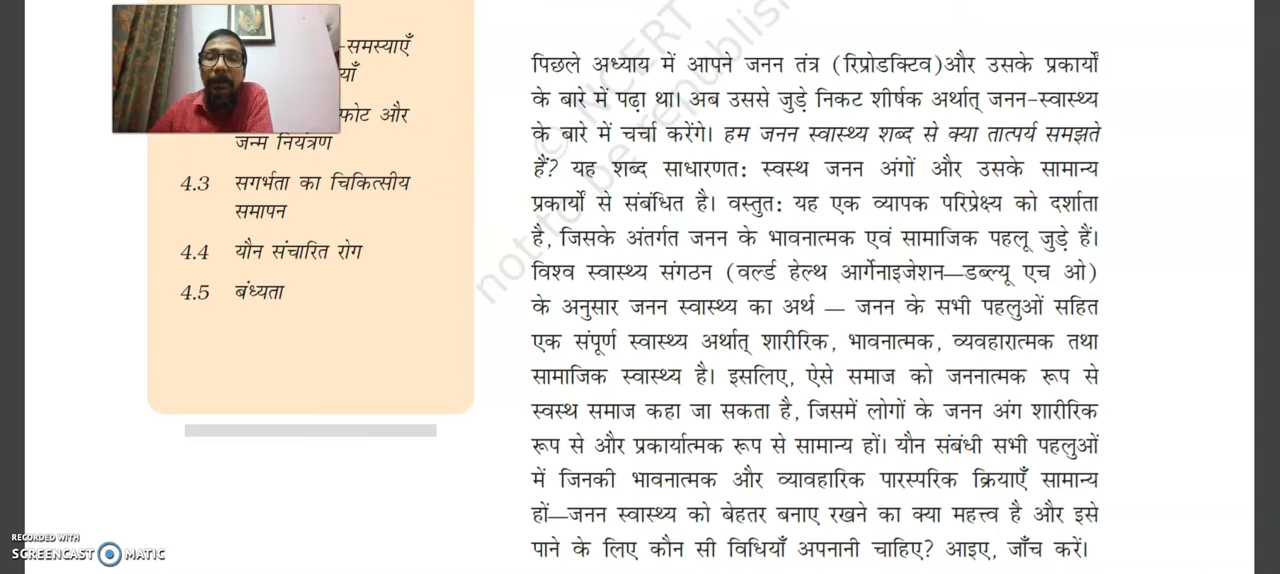 -समस्याएँ
याँ
फोट और
जन्म नियंत्रण
4.3 सगर्भता का चिकित्सीय
समापन
4.4 यौन संचारित रोग
4.5 बंध्यता
पिछले अध्याय में आपने जनन तंत्र (रिप्रोडक्टिव)और उसके प्रकार्यों
के बारे में पढ़ा था। अब उससे जुड़े निकट शीर्षक अर्थात् जनन-स्वास्थ्य
के बारे में चर्चा करेंगे। हम जनन स्वास्थ्य शब्द से क्या तात्पर्य समझते
हैं? यह शब्द साधारणत: स्वस्थ जनन अंगों और उसके सामान्य
प्रकार्यों से संबंधित है। वस्तुत: यह एक व्यापक परिप्रेक्ष्य को दर्शाता
है, जिसके अंतर्गत जनन के भावनात्मक एवं सामाजिक पहलू जुड़े हैं।
विश्व स्वास्थ्य संगठन (वर्ल्ड हेल्थ आर्गेनाइजेशन—डब्ल्यू एच ओ)
के अनुसार जनन स्वास्थ्य का अर्थ — जनन के सभी पहलुओं सहित
एक संपूर्ण स्वास्थ्य अर्थात् शारीरिक, भावनात्मक, व्यवहारात्मक तथा
सामाजिक स्वास्थ्य है। इसलिए, ऐसे समाज को जननात्मक रूप से
स्वस्थ समाज कहा जा सकता है, जिसमें लोगों के जनन अंग शारीरिक
रूप से और प्रकार्यात्मक रूप से सामान्य हों। यौन संबंधी सभी पहलुओं
में जिनकी भावनात्मक और व्यावहारिक पारस्परिक क्रियाएँ सामान्य
हों—जनन स्वास्थ्य को बेहतर बनाए रखने का क्या महत्त्व है और इसे
पाने के लिए कौन सी विधियाँ अपनानी चाहिए? आइए, जाँच करें।
© NCERT
not to be republish
RECORDED WITH
SCREENCAST MATIC